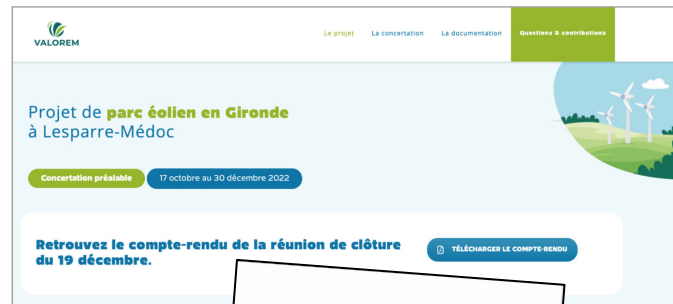 VALOREM
Le projet La concertation La documentation Questions & contributions
Projet de parc éolien en Gironde
à Lesparre-Médoc
Concertation préalable 17 octobre au 30 décembre 2022
Retrouvez le compte-rendu de la réunion de clôture
du 19 décembre.
TÉLÉCHARGER LE COMPTE-RENDU